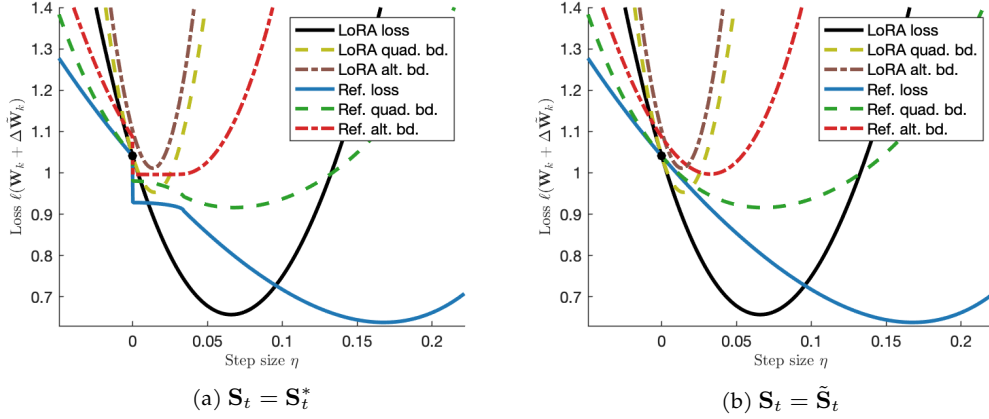 1.4
1.3
1.2
1.1
1
0.9
0.8
0.7
Loss ℓ(𝐖ₖ + Δ𝐖̃ₖ)
LoRA loss
LoRA quad. bd.
LoRA alt. bd.
Ref. loss
Ref. quad. bd.
Ref. alt. bd.
0 0.05 0.1 0.15 0.2
Step size η
(a) 𝐒ₜ = 𝐒ₜ*
1.4
1.3
1.2
1.1
1
0.9
0.8
0.7
Loss ℓ(𝐖ₖ + Δ𝐖̃ₖ)
LoRA loss
LoRA quad. bd.
LoRA alt. bd.
Ref. loss
Ref. quad. bd.
Ref. alt. bd.
0 0.05 0.1 0.15 0.2
Step size η
(b) 𝐒ₜ = 𝐒̃ₜ